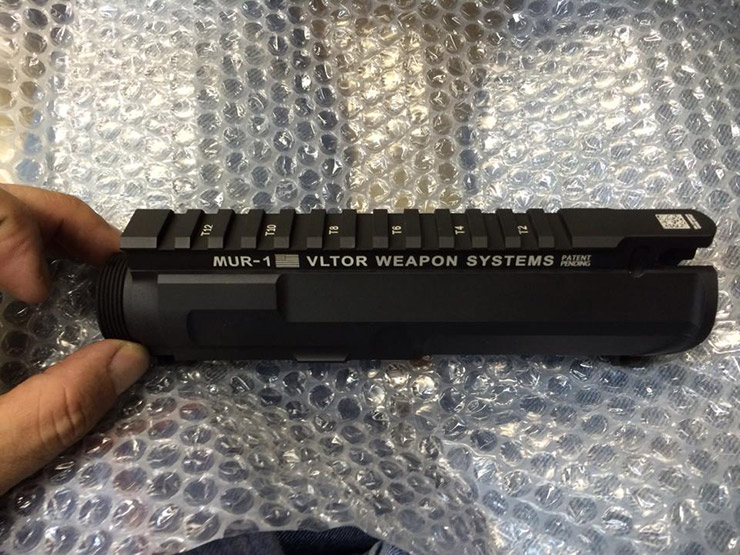 T12 T10 T8 T6 T4 T2
MUR-1 VLTOR WEAPON SYSTEMS PATENT
PENDING